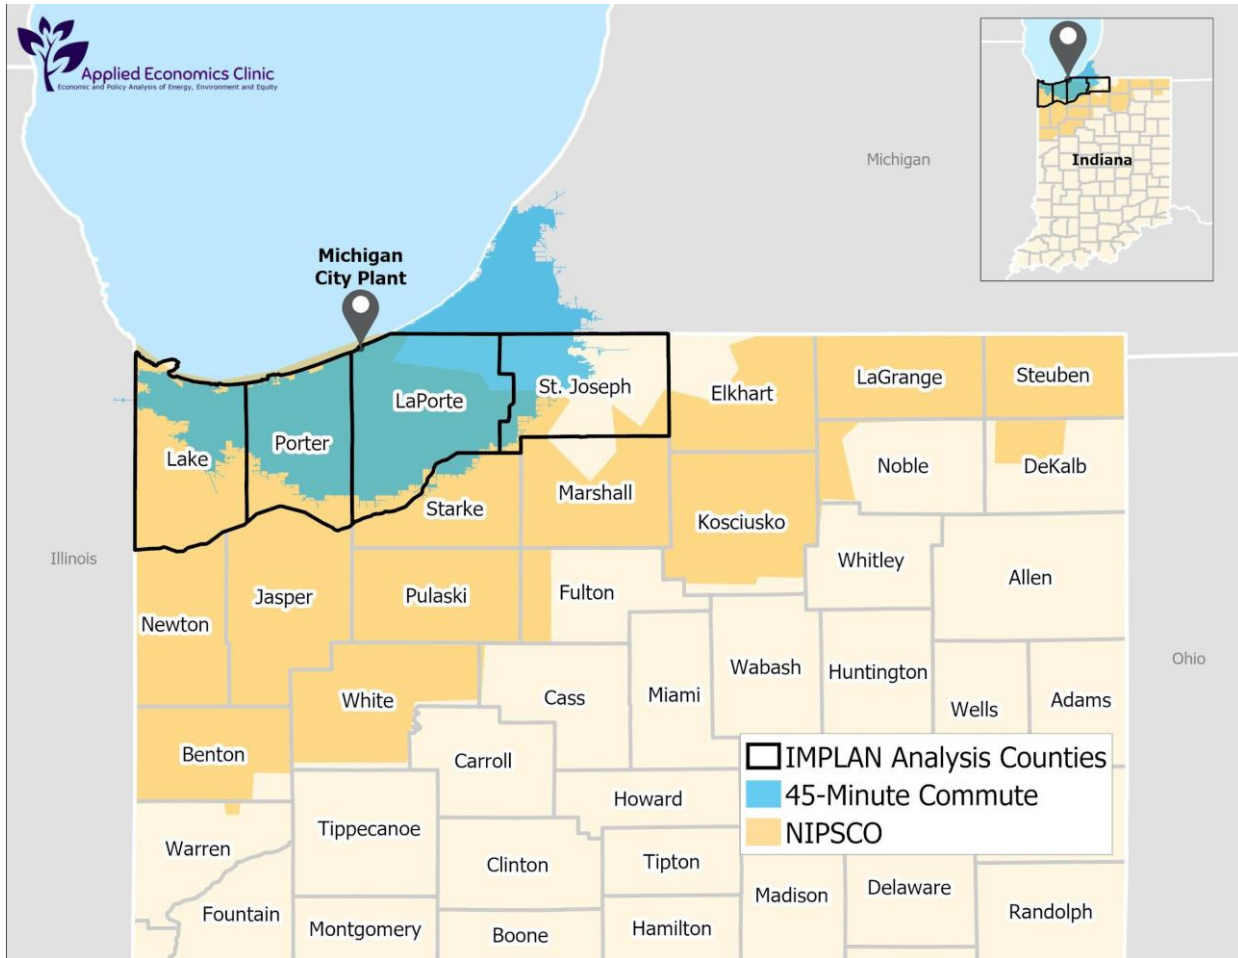 Applied Economics Clinic
Economic and Policy Analysis of Energy, Environment and Equity
Michigan
Indiana
Michigan
City Plant
LaPorte
St. Joseph
Elkhart
LaGrange
Steuben
Lake
Porter
Starke
Marshall
Kosciusko
Noble
DeKalb
Illinois
Newton
Jasper
Pulaski
Fulton
Whitley
Allen
Ohio
White
Cass
Miami
Wabash
Huntington
Wells
Adams
Benton
Carroll
IMPLAN Analysis Counties
45-Minute Commute
NIPSCO
Howard
Warren
Tippecanoe
Clinton
Tipton
Madison
Delaware
Fountain
Montgomery
Boone
Hamilton
Randolph